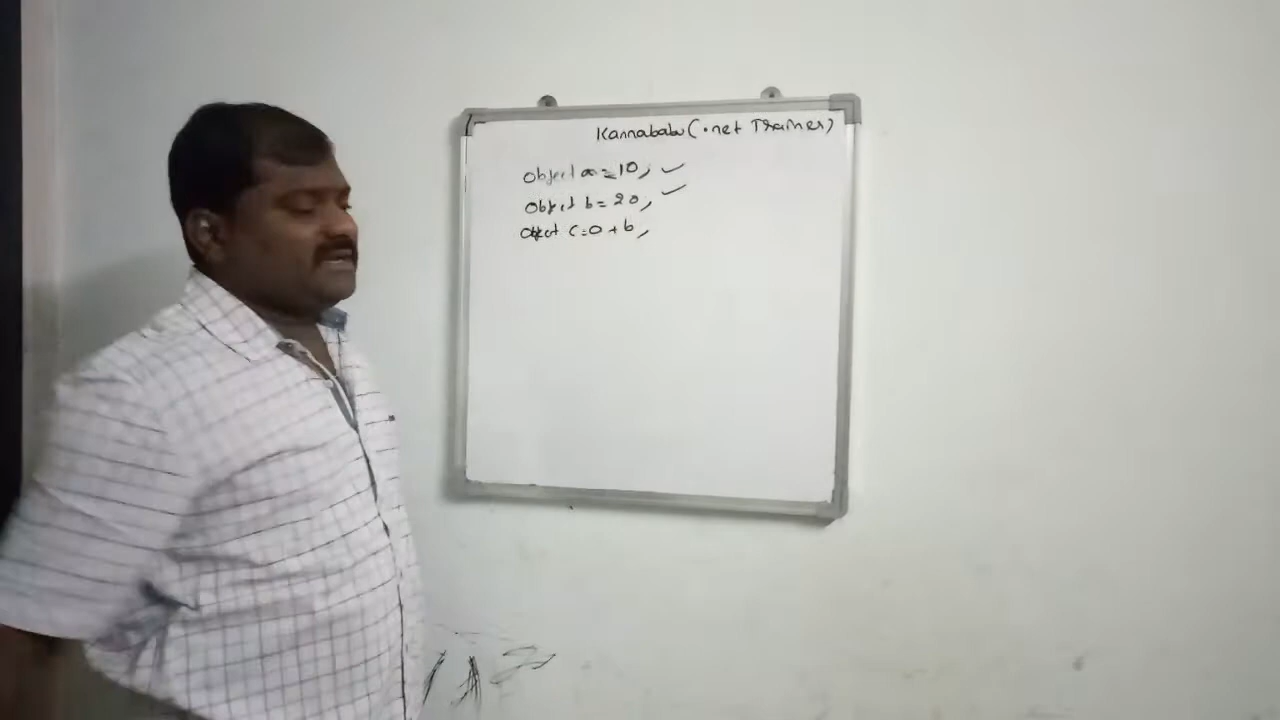 Kannababu (.net Trainer)
Object a = 10;
Object b = 20;
Object c = a + b;